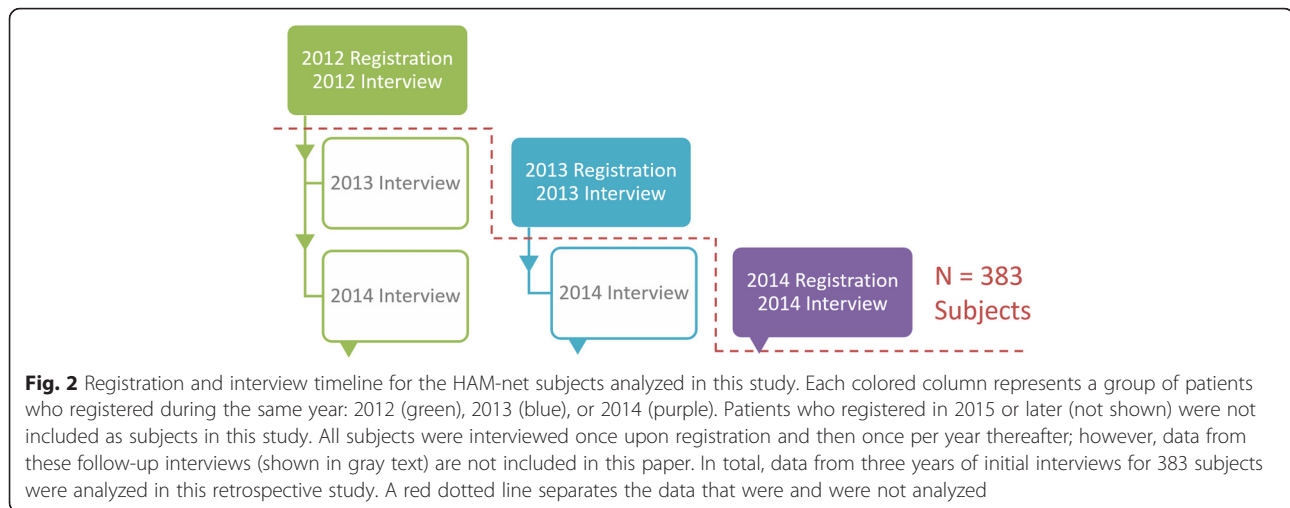 2012 Registration
2012 Interview
2013 Interview
2014 Interview
2013 Registration
2013 Interview
2014 Interview
2014 Registration
2014 Interview
N = 383
Subjects
Fig. 2 Registration and interview timeline for the HAM-net subjects analyzed in this study. Each colored column represents a group of patients
who registered during the same year: 2012 (green), 2013 (blue), or 2014 (purple). Patients who registered in 2015 or later (not shown) were not
included as subjects in this study. All subjects were interviewed once upon registration and then once per year thereafter; however, data from
these follow-up interviews (shown in gray text) are not included in this paper. In total, data from three years of initial interviews for 383 subjects
were analyzed in this retrospective study. A red dotted line separates the data that were and were not analyzed